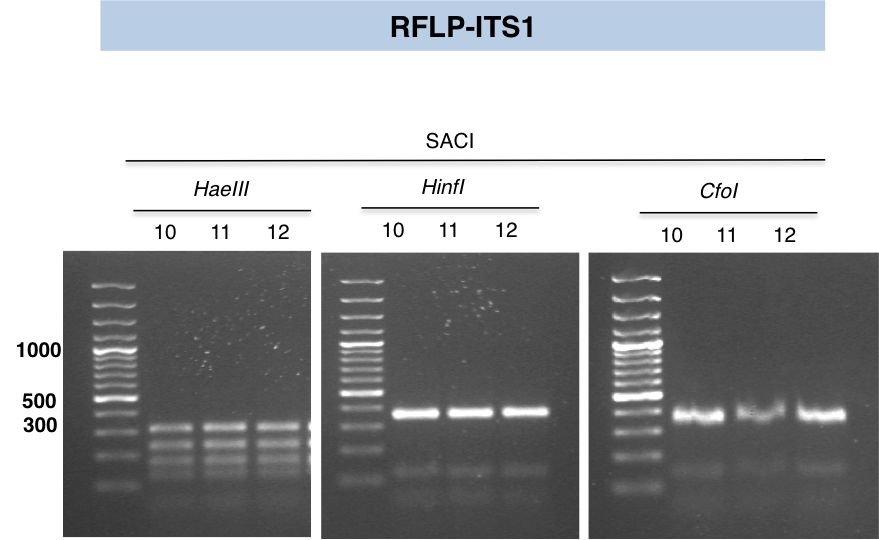 RFLP-ITS1
SACI
HaeIII
HinfI
CfoI
10 11 12
10 11 12
10 11 12
1000
500
300